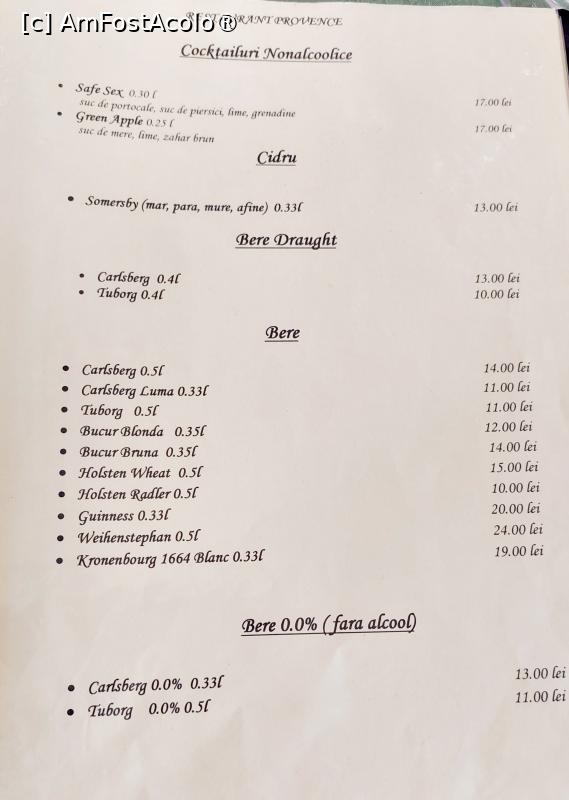 [c] AmFostAcolo®
RESTAURANT PROVENCE
Cocktailuri Nonalcoolice
• Safe Sex 0.30 l 17.00 lei
suc de portocale, suc de piersici, lime, grenadine
• Green Apple 0.25 l 17.00 lei
suc de mere, lime, zahar brun
Cidru
• Somersby (mar, para, mure, afine) 0.33l 13.00 lei
Bere Draught
• Carlsberg 0.4l 13.00 lei
• Tuborg 0.4l 10.00 lei
Bere
• Carlsberg 0.5l 14.00 lei
• Carlsberg Luma 0.33l 11.00 lei
• Tuborg 0.5l 11.00 lei
• Bucur Blonda 0.35l 12.00 lei
• Bucur Bruna 0.35l 14.00 lei
• Holsten Wheat 0.5l 15.00 lei
• Holsten Radler 0.5l 10.00 lei
• Guinness 0.33l 20.00 lei
• Weihenstephan 0.5l 24.00 lei
• Kronenbourg 1664 Blanc 0.33l 19.00 lei
Bere 0.0% ( fara alcool)
• Carlsberg 0.0% 0.33l 13.00 lei
• Tuborg 0.0% 0.5l 11.00 lei